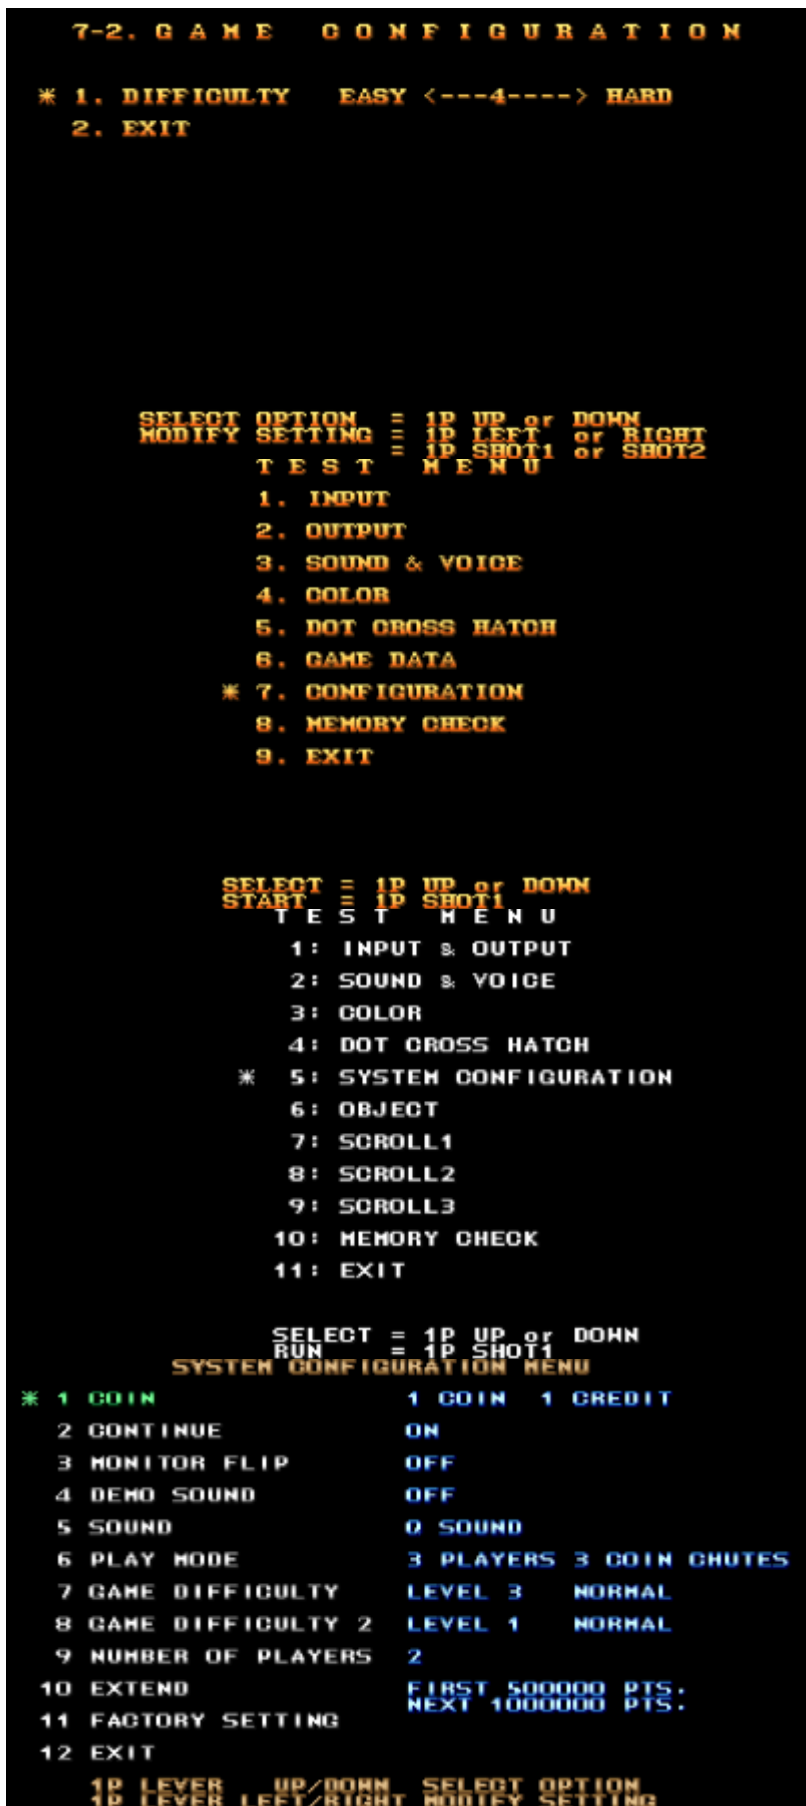 7-2. G A M E   C O N F I G U R A T I O N
* 1. DIFFICULTY   EASY <---4----> HARD
2. EXIT
SELECT OPTION  = 1P UP or DOWN
MODIFY SETTING = 1P LEFT  or RIGHT
= 1P SHOT1 or SHOT2
T E S T   M E N U
1. INPUT
2. OUTPUT
3. SOUND & VOICE
4. COLOR
5. DOT CROSS HATCH
6. GAME DATA
* 7. CONFIGURATION
8. MEMORY CHECK
9. EXIT
SELECT = 1P UP or DOWN
START  = 1P SHOT1
T E S T   M E N U
1: INPUT & OUTPUT
2: SOUND & VOICE
3: COLOR
4: DOT CROSS HATCH
* 5: SYSTEM CONFIGURATION
6: OBJECT
7: SCROLL1
8: SCROLL2
9: SCROLL3
10: MEMORY CHECK
11: EXIT
SELECT = 1P UP or DOWN
RUN    = 1P SHOT1
SYSTEM CONFIGURATION MENU
* 1 COIN   1 COIN  1 CREDIT
2 CONTINUE   ON
3 MONITOR FLIP   OFF
4 DEMO SOUND   OFF
5 SOUND   Q SOUND
6 PLAY MODE   3 PLAYERS 3 COIN CHUTES
7 GAME DIFFICULTY   LEVEL 3   NORMAL
8 GAME DIFFICULTY 2   LEVEL 1   NORMAL
9 NUMBER OF PLAYERS   2
10 EXTEND   FIRST 500000 PTS.
NEXT 1000000 PTS.
11 FACTORY SETTING
12 EXIT
1P LEVER   UP/DOWN  SELECT OPTION
1P LEVER LEFT/RIGHT MODIFY SETTING